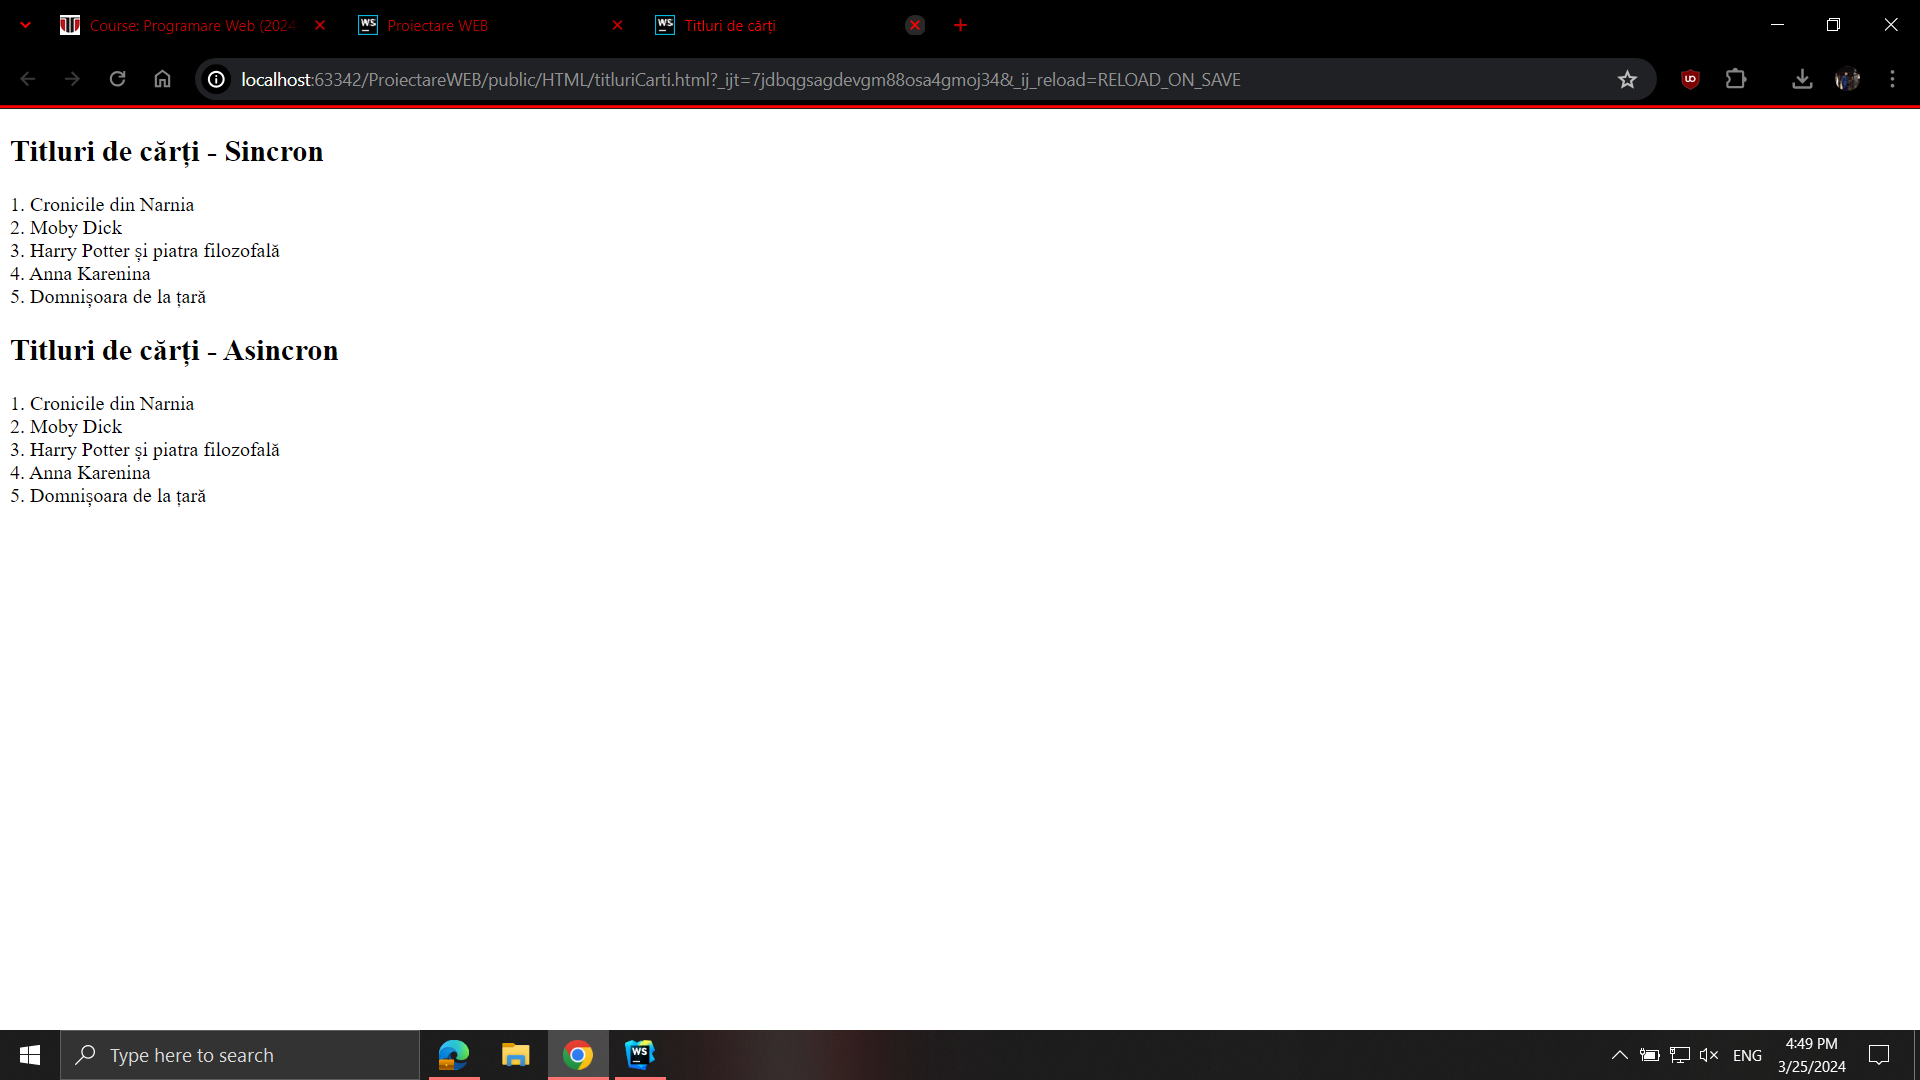 Course: Programare Web (2024
Proiectare WEB
Titluri de cărți
localhost:63342/ProiectareWEB/public/HTML/titluriCarti.html?_ijt=7jdbqgsagdevgm88osa4gmoj34&_ij_reload=RELOAD_ON_SAVE
Titluri de cărți - Sincron
1. Cronicile din Narnia
2. Moby Dick
3. Harry Potter și piatra filozofală
4. Anna Karenina
5. Domnișoara de la țară
Titluri de cărți - Asincron
1. Cronicile din Narnia
2. Moby Dick
3. Harry Potter și piatra filozofală
4. Anna Karenina
5. Domnișoara de la țară
Type here to search
ENG
4:49 PM
3/25/2024